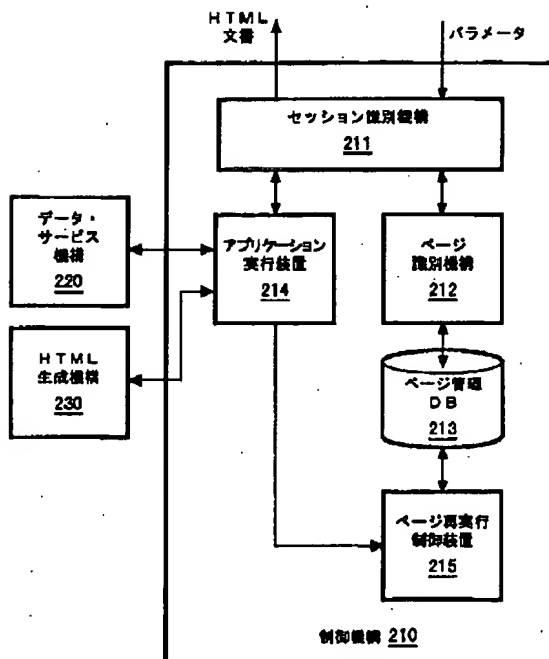 HTML
文書
パラメータ
セッション識別機構
211
データ・
サービス
機構
220
アプリケーション
実行装置
214
ページ
識別機構
212
HTML
生成機構
230
ページ管理
DB
213
ページ再実行
制御装置
215
制御機構 210